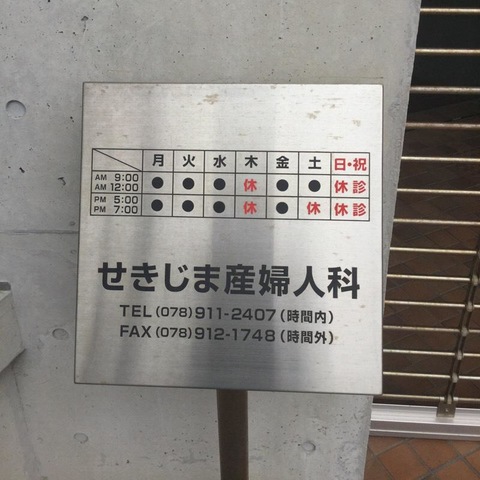 月 火 水 木 金 土 日・祝
AM 9:00
AM 12:00 ● ● ● 休 ● ● 休診
PM 5:00
PM 7:00 ● ● ● 休 ● 休 休診
せきじま産婦人科
TEL(078)911-2407(時間内)
FAX(078)912-1748(時間外)